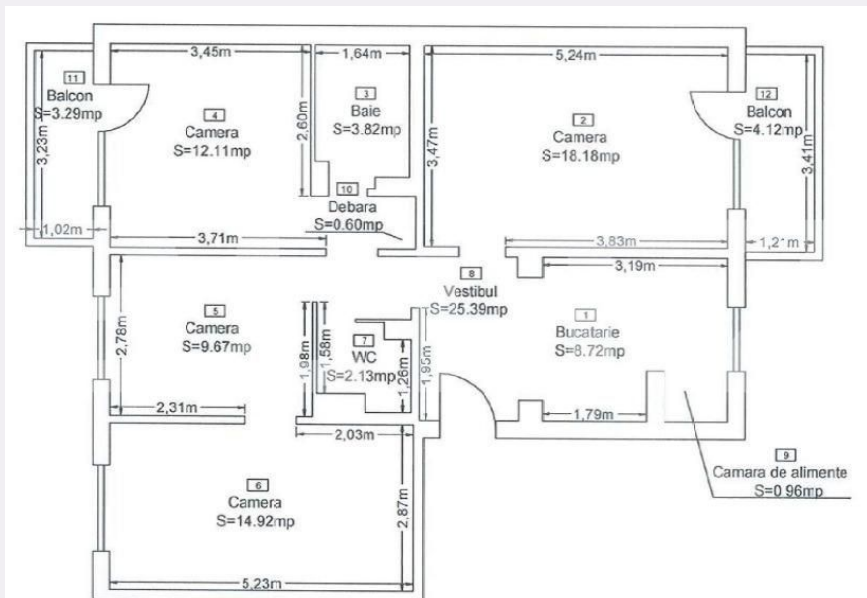 3,45m
1,64m
5,24m
11
Balcon
S=3.29mp
3,23m
4
Camera
S=12.11mp
2,60m
3
Baie
S=3.82mp
3,47m
2
Camera
S=18.18mp
12
Balcon
S=4.12mp
3,41m
10
Debara
S=0.60mp
1,02m
3,71m
3,83m
1,21m
8
Vestibul
S=25.39mp
3,19m
5
Camera
S=9.67mp
2,78m
1,98m
1,58m
7
WC
S=2.13mp
1,26m
1,95m
1
Bucatarie
S=8.72mp
2,31m
1,79m
2,03m
9
Camara de alimente
S=0.96mp
6
Camera
S=14.92mp
2,87m
5,23m